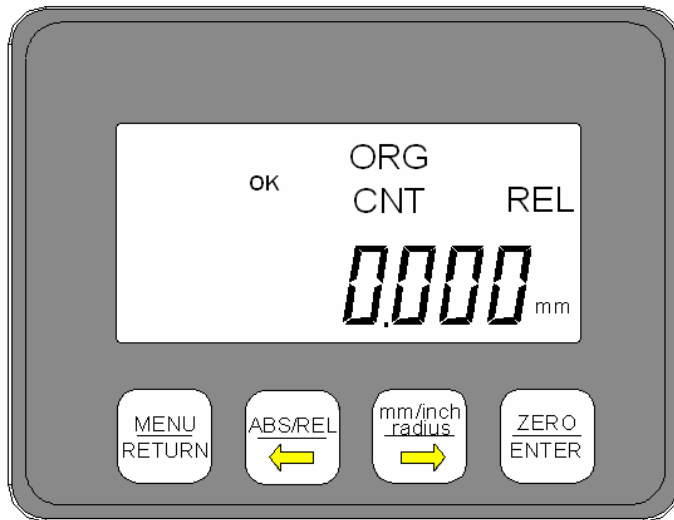 ORG
OK
CNT
REL
0.000 mm
MENU
RETURN
ABS/REL
mm/inch
radius
ZERO
ENTER